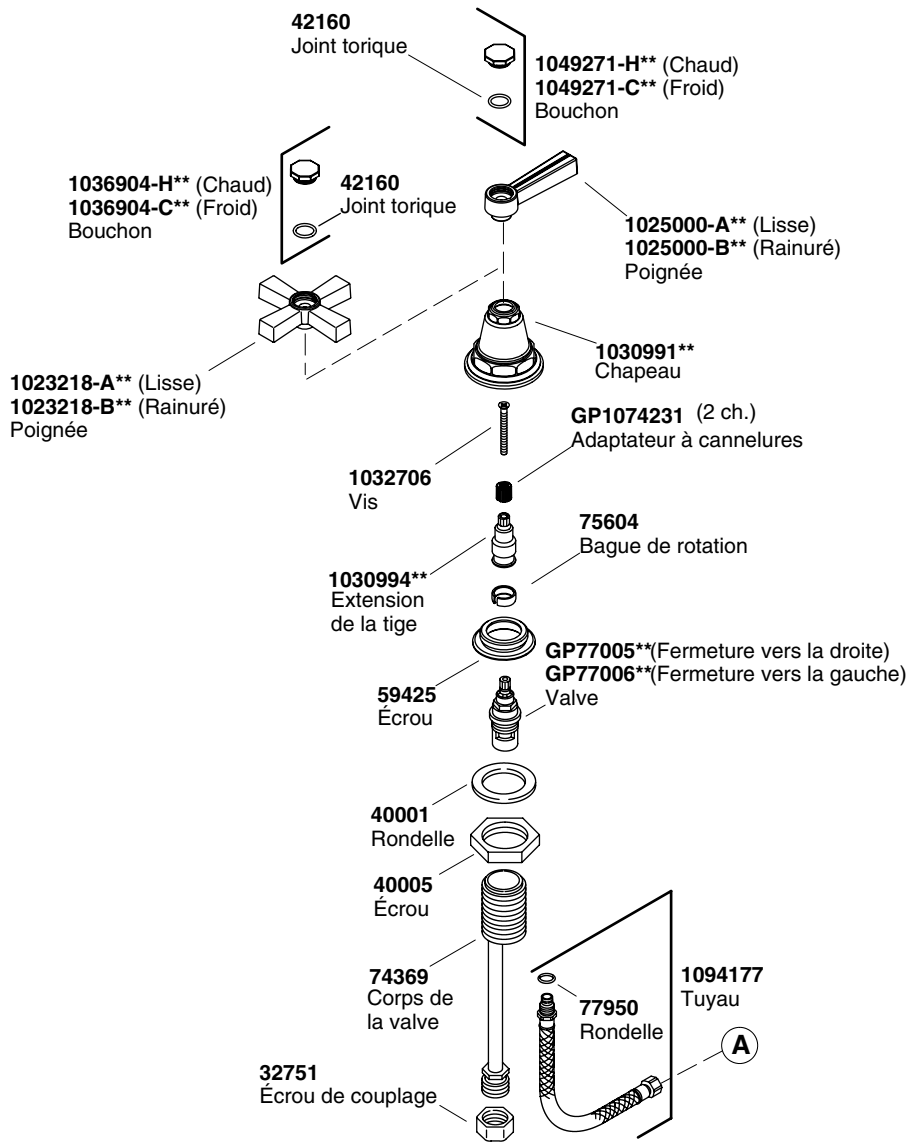 42160
Joint torique
1049271-H** (Chaud)
1049271-C** (Froid)
Bouchon
1036904-H** (Chaud)
1036904-C** (Froid)
Bouchon
42160
Joint torique
1025000-A** (Lisse)
1025000-B** (Rainuré)
Poignée
1030991**
Chapeau
1023218-A** (Lisse)
1023218-B** (Rainuré)
Poignée
GP1074231 (2 ch.)
Adaptateur à cannelures
1032706
Vis
75604
Bague de rotation
1030994**
Extension
de la tige
GP77005**(Fermeture vers la droite)
GP77006**(Fermeture vers la gauche)
Valve
59425
Écrou
40001
Rondelle
40005
Écrou
74369
Corps de
la valve
77950
Rondelle
1094177
Tuyau
A
32751
Écrou de couplage